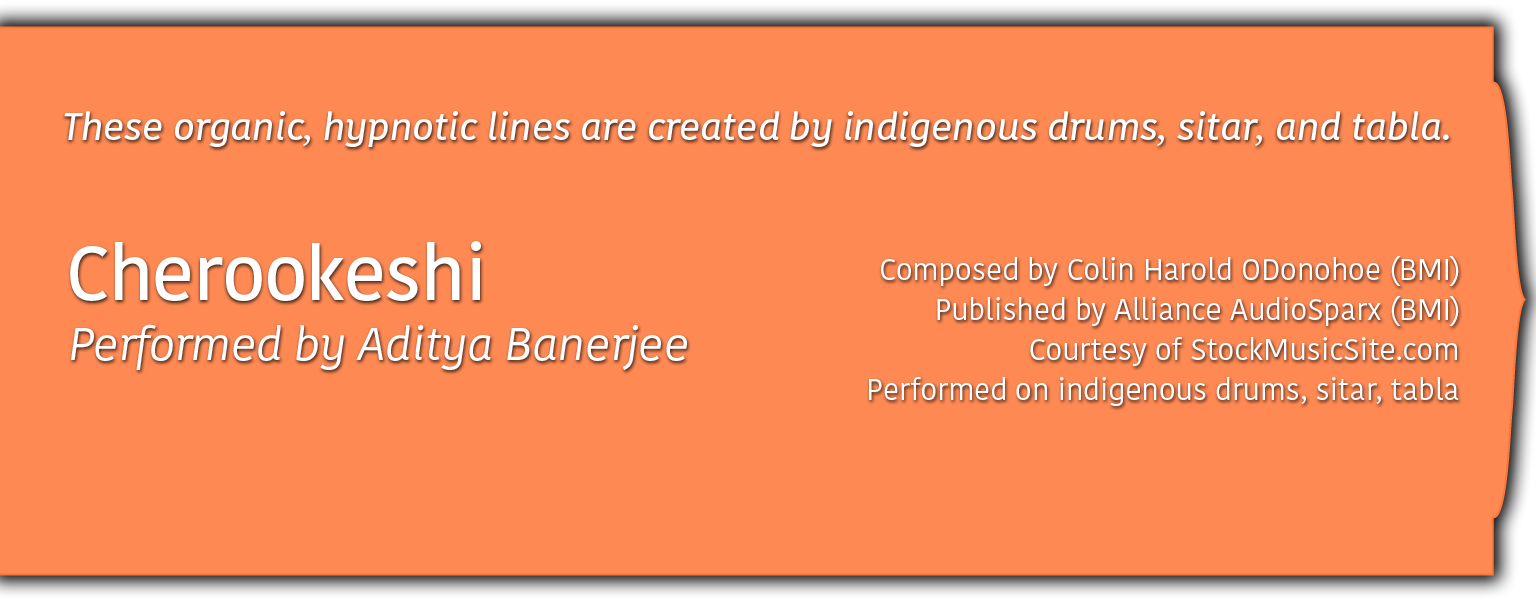 These organic, hypnotic lines are created by indigenous drums, sitar, and tabla.
Cherookeshi
Performed by Aditya Banerjee
Composed by Colin Harold ODonohoe (BMI)
Published by Alliance AudioSparx (BMI)
Courtesy of StockMusicSite.com
Performed on indigenous drums, sitar, tabla